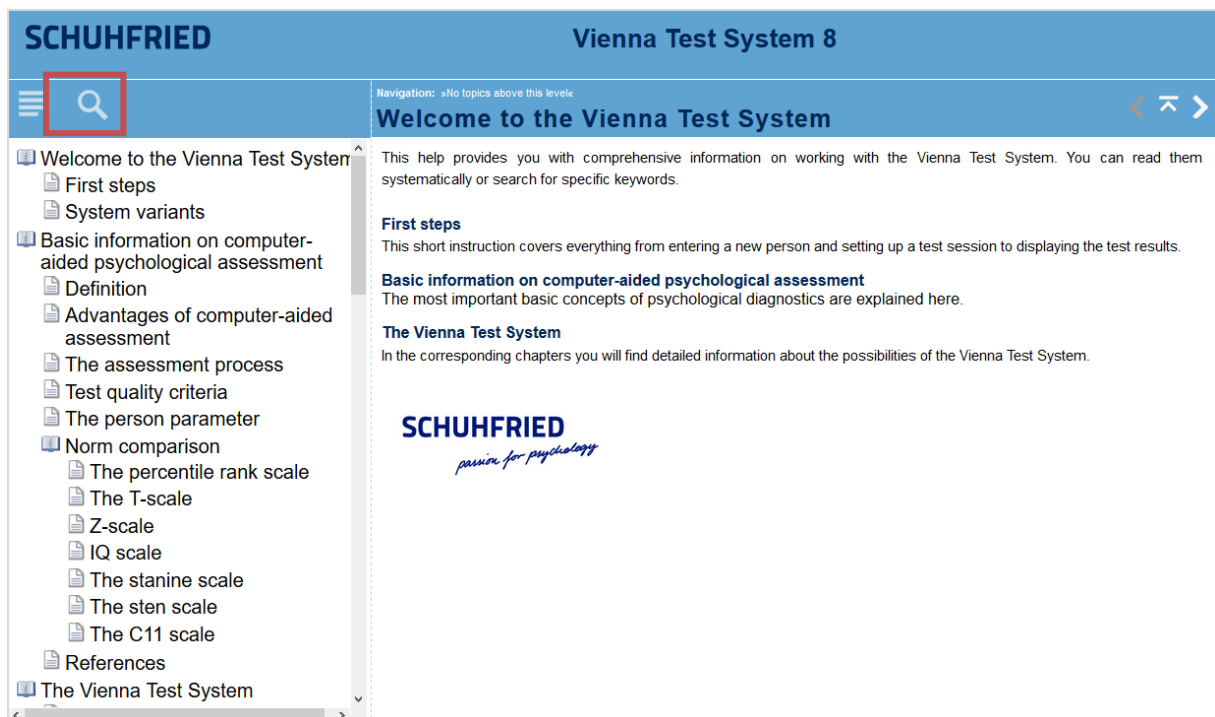 SCHUHFRIED
Vienna Test System 8
Navigation: »No topics above this level«
Welcome to the Vienna Test System
Welcome to the Vienna Test System
First steps
System variants
Basic information on computer-
aided psychological assessment
Definition
Advantages of computer-aided
assessment
The assessment process
Test quality criteria
The person parameter
Norm comparison
The percentile rank scale
The T-scale
Z-scale
IQ scale
The stanine scale
The sten scale
The C11 scale
References
The Vienna Test System
This help provides you with comprehensive information on working with the Vienna Test System. You can read them
systematically or search for specific keywords.
First steps
This short instruction covers everything from entering a new person and setting up a test session to displaying the test results.
Basic information on computer-aided psychological assessment
The most important basic concepts of psychological diagnostics are explained here.
The Vienna Test System
In the corresponding chapters you will find detailed information about the possibilities of the Vienna Test System.
SCHUHFRIED
passion for psychology